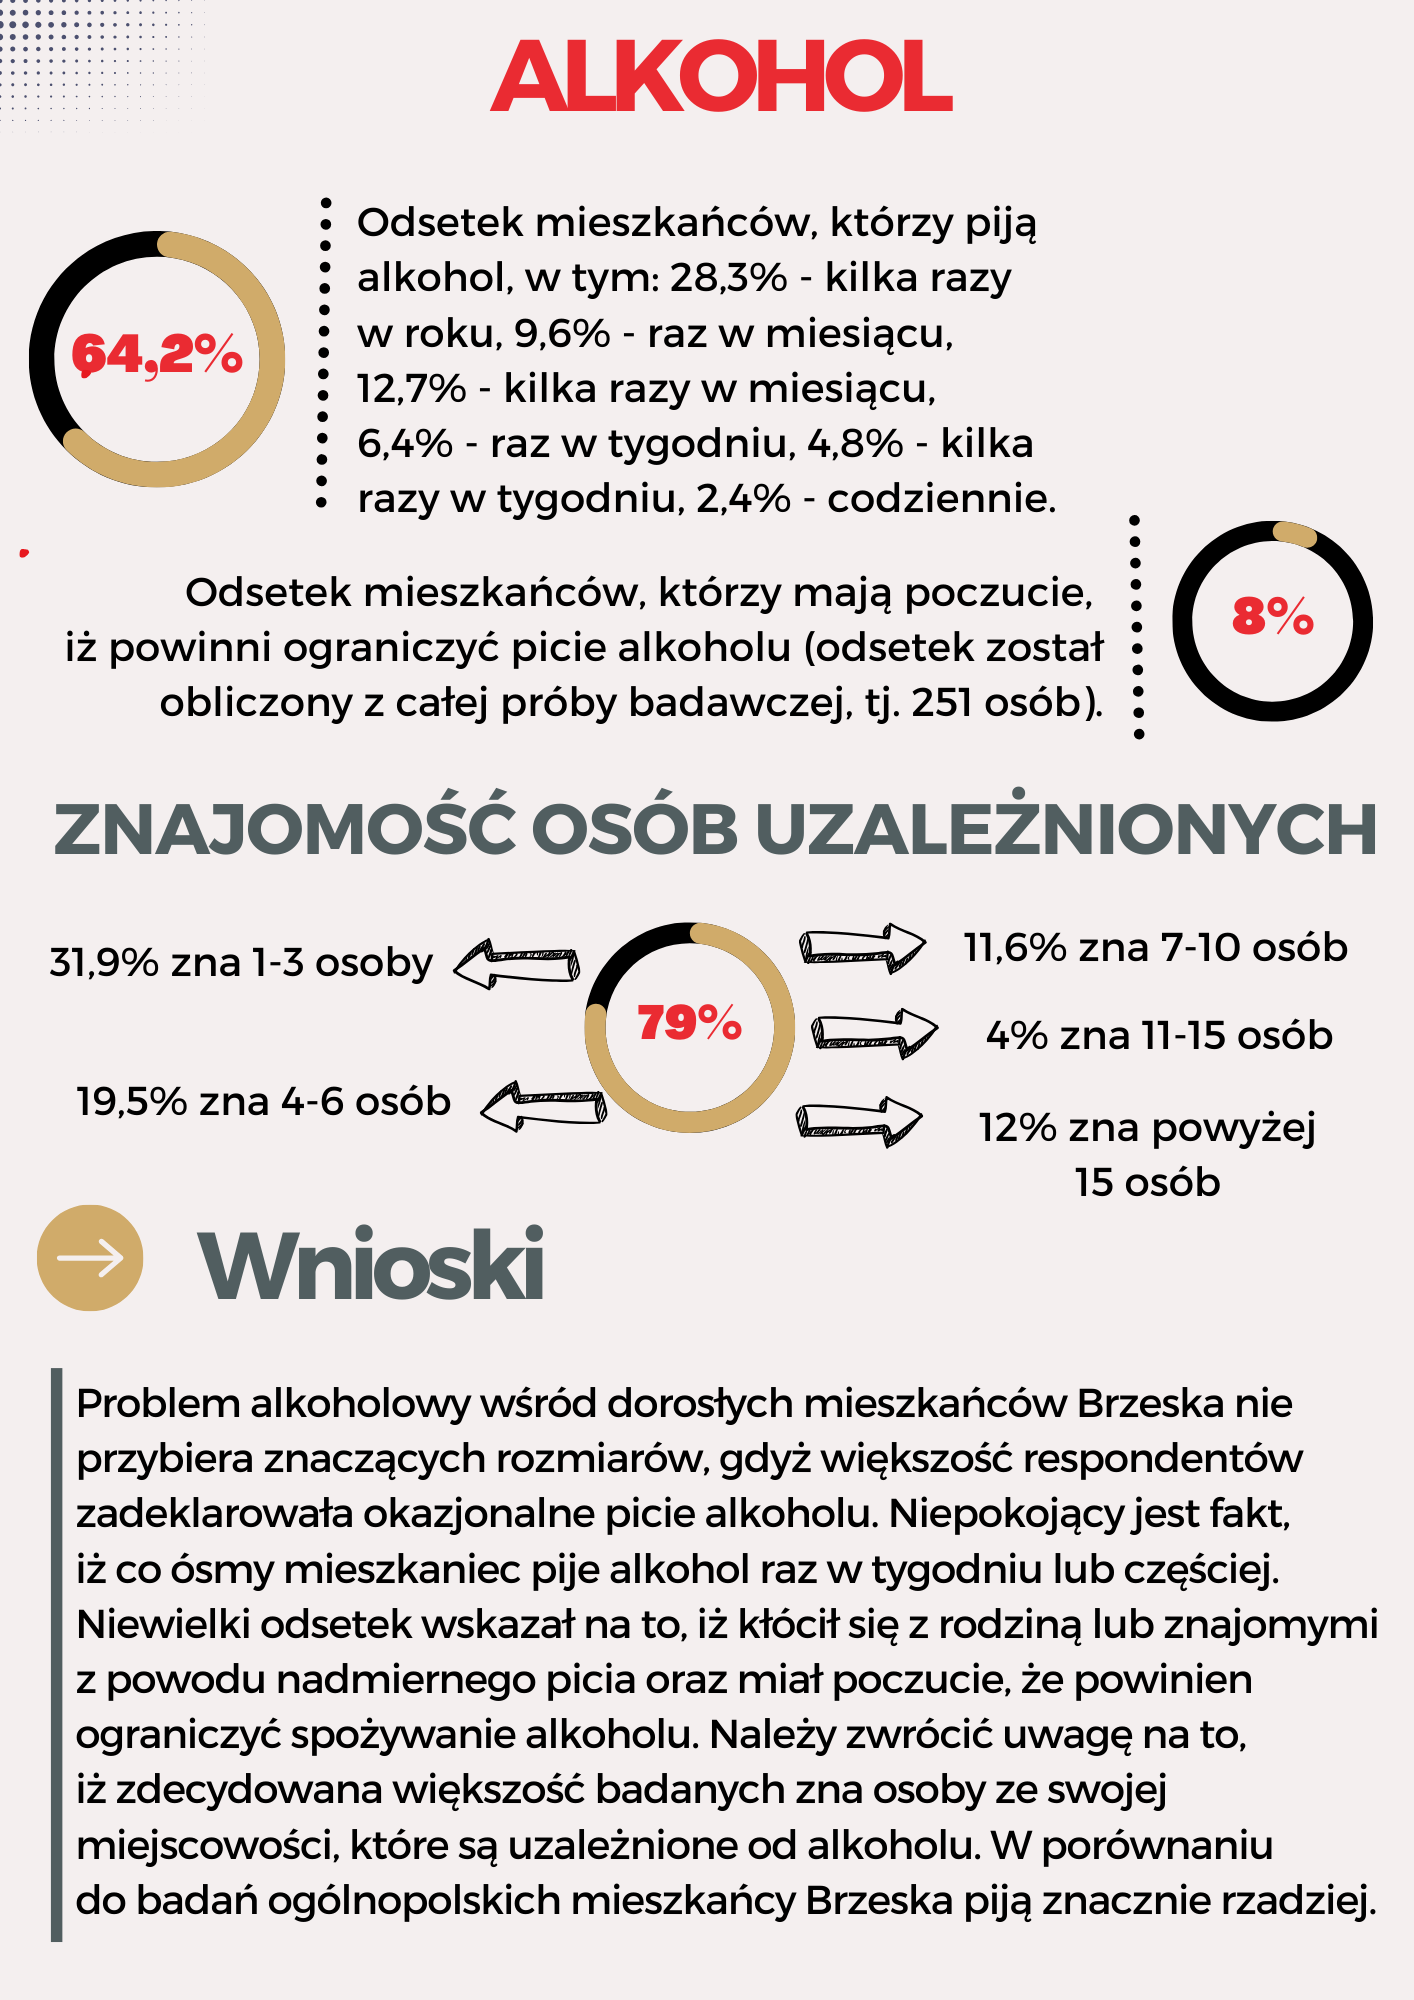 ALKOHOL
64,2%
Odsetek mieszkańców, którzy piją
alkohol, w tym: 28,3% - kilka razy
w roku, 9,6% - raz w miesiącu,
12,7% - kilka razy w miesiącu,
6,4% - raz w tygodniu, 4,8% - kilka
razy w tygodniu, 2,4% - codziennie.
Odsetek mieszkańców, którzy mają poczucie,
iż powinni ograniczyć picie alkoholu (odsetek został
obliczony z całej próby badawczej, tj. 251 osób).
8%
ZNAJOMOŚĆ OSÓB UZALEŻNIONYCH
31,9% zna 1-3 osoby
19,5% zna 4-6 osób
79%
11,6% zna 7-10 osób
4% zna 11-15 osób
12% zna powyżej
15 osób
Wnioski
Problem alkoholowy wśród dorosłych mieszkańców Brzeska nie
przybiera znaczących rozmiarów, gdyż większość respondentów
zadeklarowała okazjonalne picie alkoholu. Niepokojący jest fakt,
iż co ósmy mieszkaniec pije alkohol raz w tygodniu lub częściej.
Niewielki odsetek wskazał na to, iż kłócił się z rodziną lub znajomymi
z powodu nadmiernego picia oraz miał poczucie, że powinien
ograniczyć spożywanie alkoholu. Należy zwrócić uwagę na to,
iż zdecydowana większość badanych zna osoby ze swojej
miejscowości, które są uzależnione od alkoholu. W porównaniu
do badań ogólnopolskich mieszkańcy Brzeska piją znacznie rzadziej.